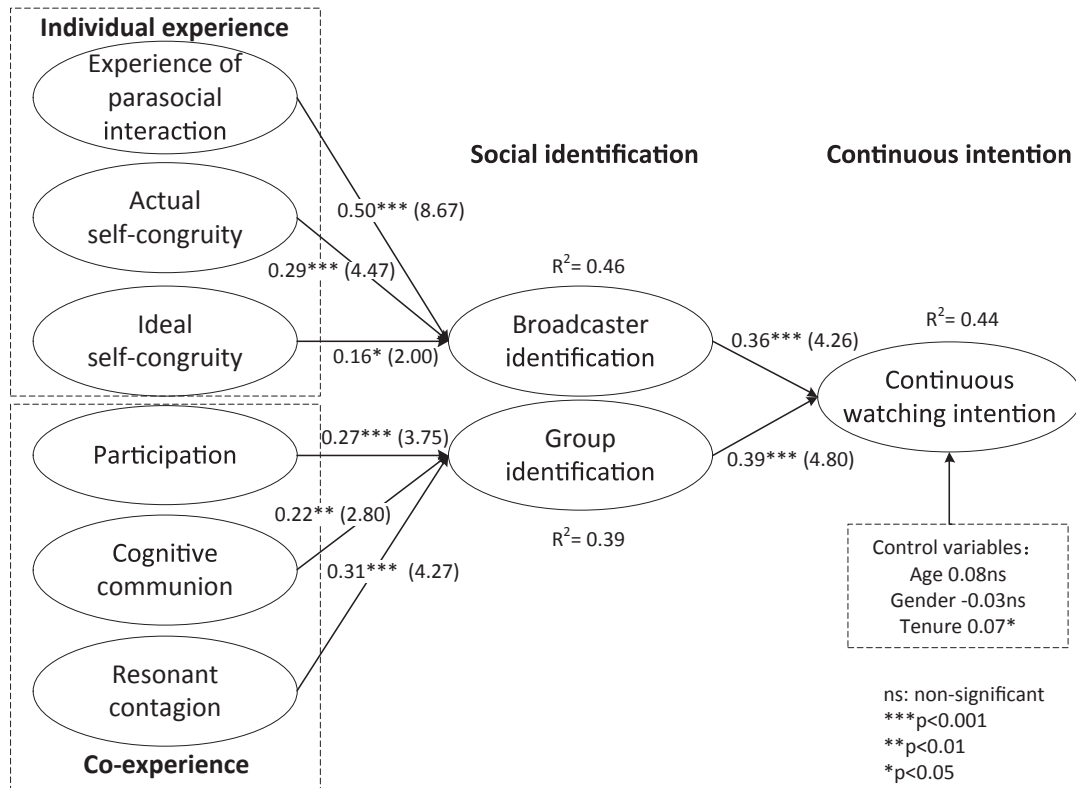 Individual experience
Experience of
parasocial
interaction
Actual
self-congruity
Ideal
self-congruity
Participation
Cognitive
communion
Resonant
contagion
Co-experience
0.50*** (8.67)
0.29*** (4.47)
0.16* (2.00)
0.27*** (3.75)
0.22** (2.80)
0.31*** (4.27)
Social identification
R²= 0.46
Broadcaster
identification
Group
identification
R²= 0.39
0.36*** (4.26)
0.39*** (4.80)
Continuous intention
R²= 0.44
Continuous
watching intention
Control variables：
Age 0.08ns
Gender -0.03ns
Tenure 0.07*
ns: non-significant
***p<0.001
**p<0.01
*p<0.05